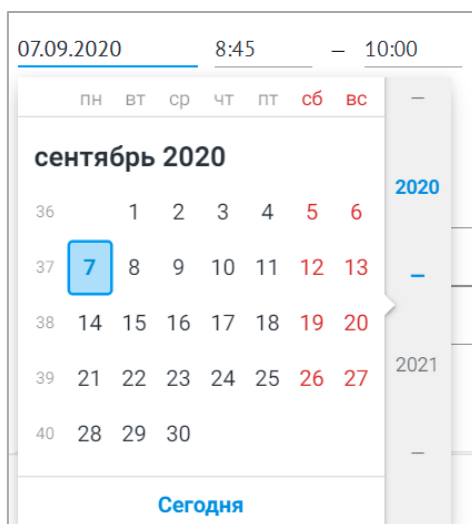 07.09.2020 8:45 – 10:00
пн вт ср чт пт сб вс –
сентябрь 2020
2020
36 1 2 3 4 5 6
37 7 8 9 10 11 12 13 –
38 14 15 16 17 18 19 20
2021
39 21 22 23 24 25 26 27
40 28 29 30
–
Сегодня